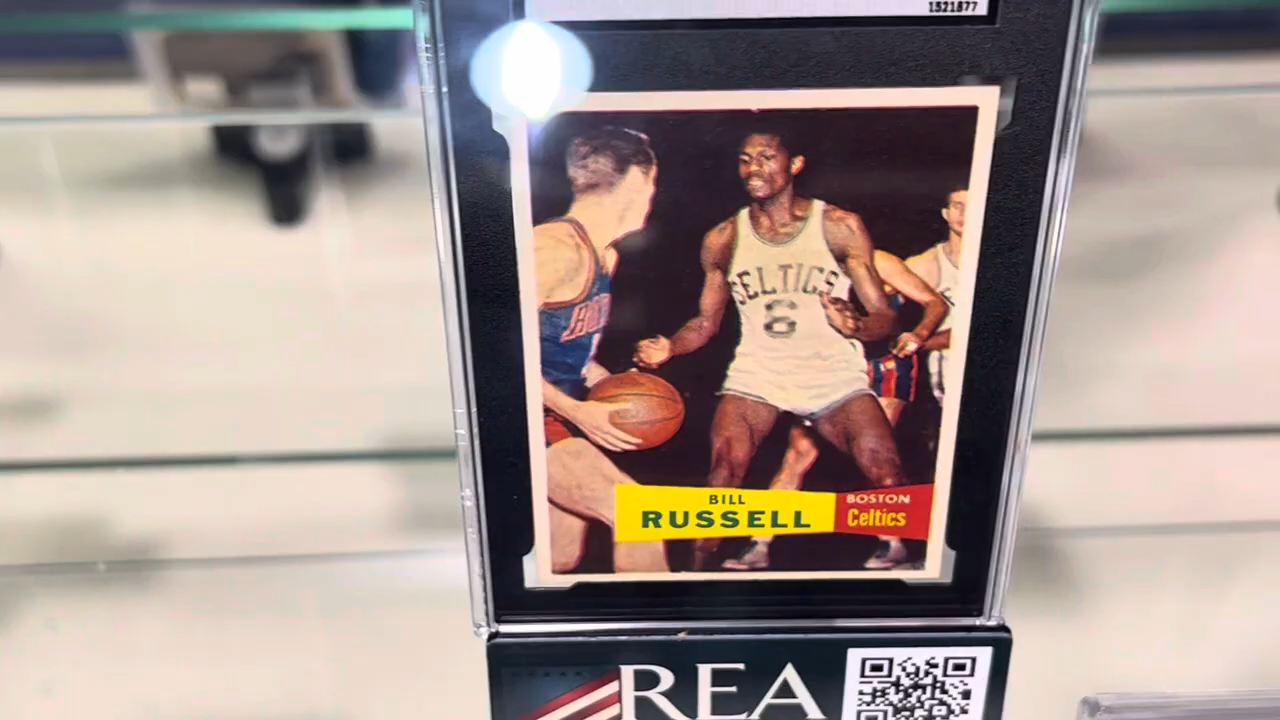 1521877
CELTICS
6
BILL
RUSSELL
BOSTON
Celtics
REA